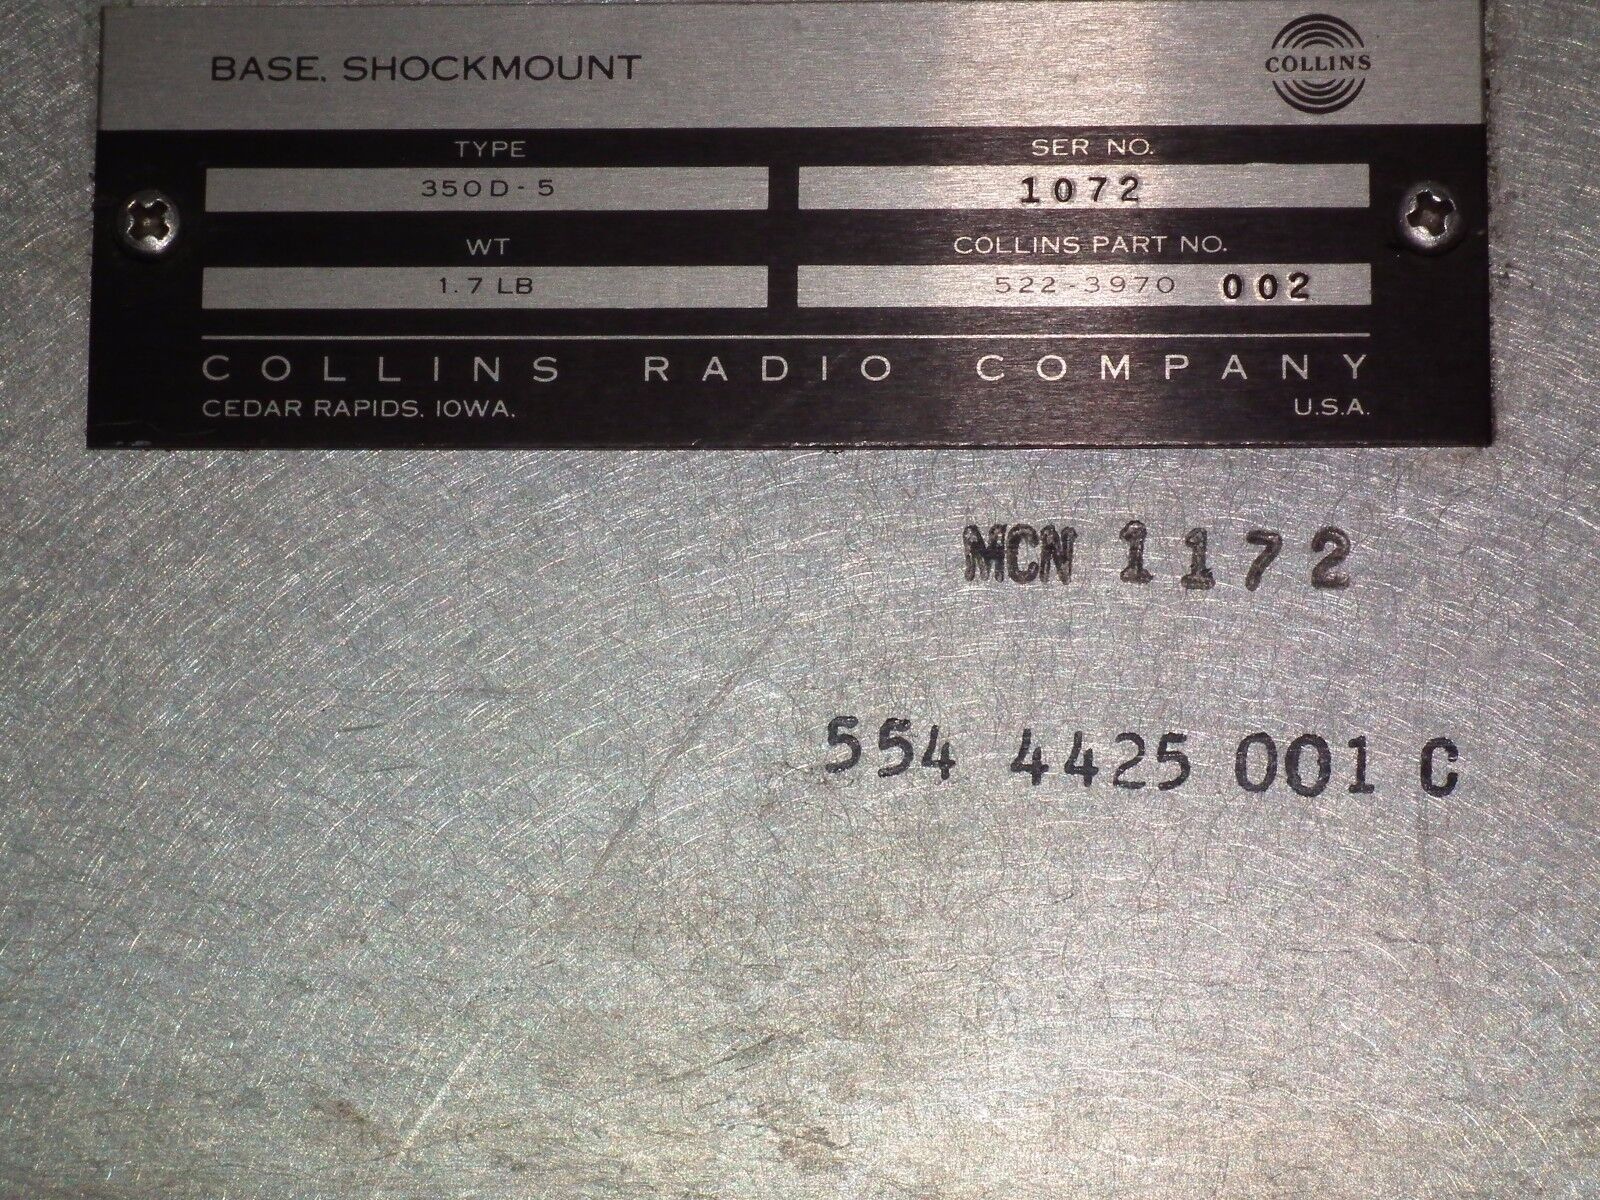 BASE, SHOCKMOUNT
COLLINS
TYPE
SER NO.
350D-5
1072
WT
COLLINS PART NO.
1.7 LB
522-3970 002
COLLINS RADIO COMPANY
CEDAR RAPIDS, IOWA.
U.S.A.
MCN 1172
554 4425 001 C